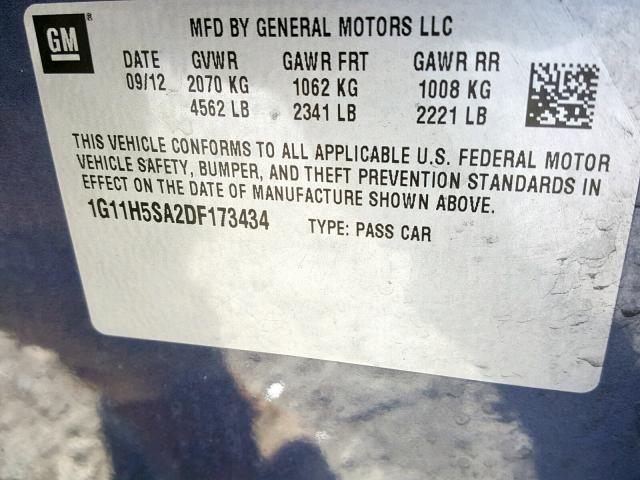 GM®
MFD BY GENERAL MOTORS LLC
DATE GVWR GAWR FRT GAWR RR
09/12 2070 KG 1062 KG 1008 KG
4562 LB 2341 LB 2221 LB
THIS VEHICLE CONFORMS TO ALL APPLICABLE U.S. FEDERAL MOTOR
VEHICLE SAFETY, BUMPER, AND THEFT PREVENTION STANDARDS IN
EFFECT ON THE DATE OF MANUFACTURE SHOWN ABOVE.
1G11H5SA2DF173434 TYPE: PASS CAR